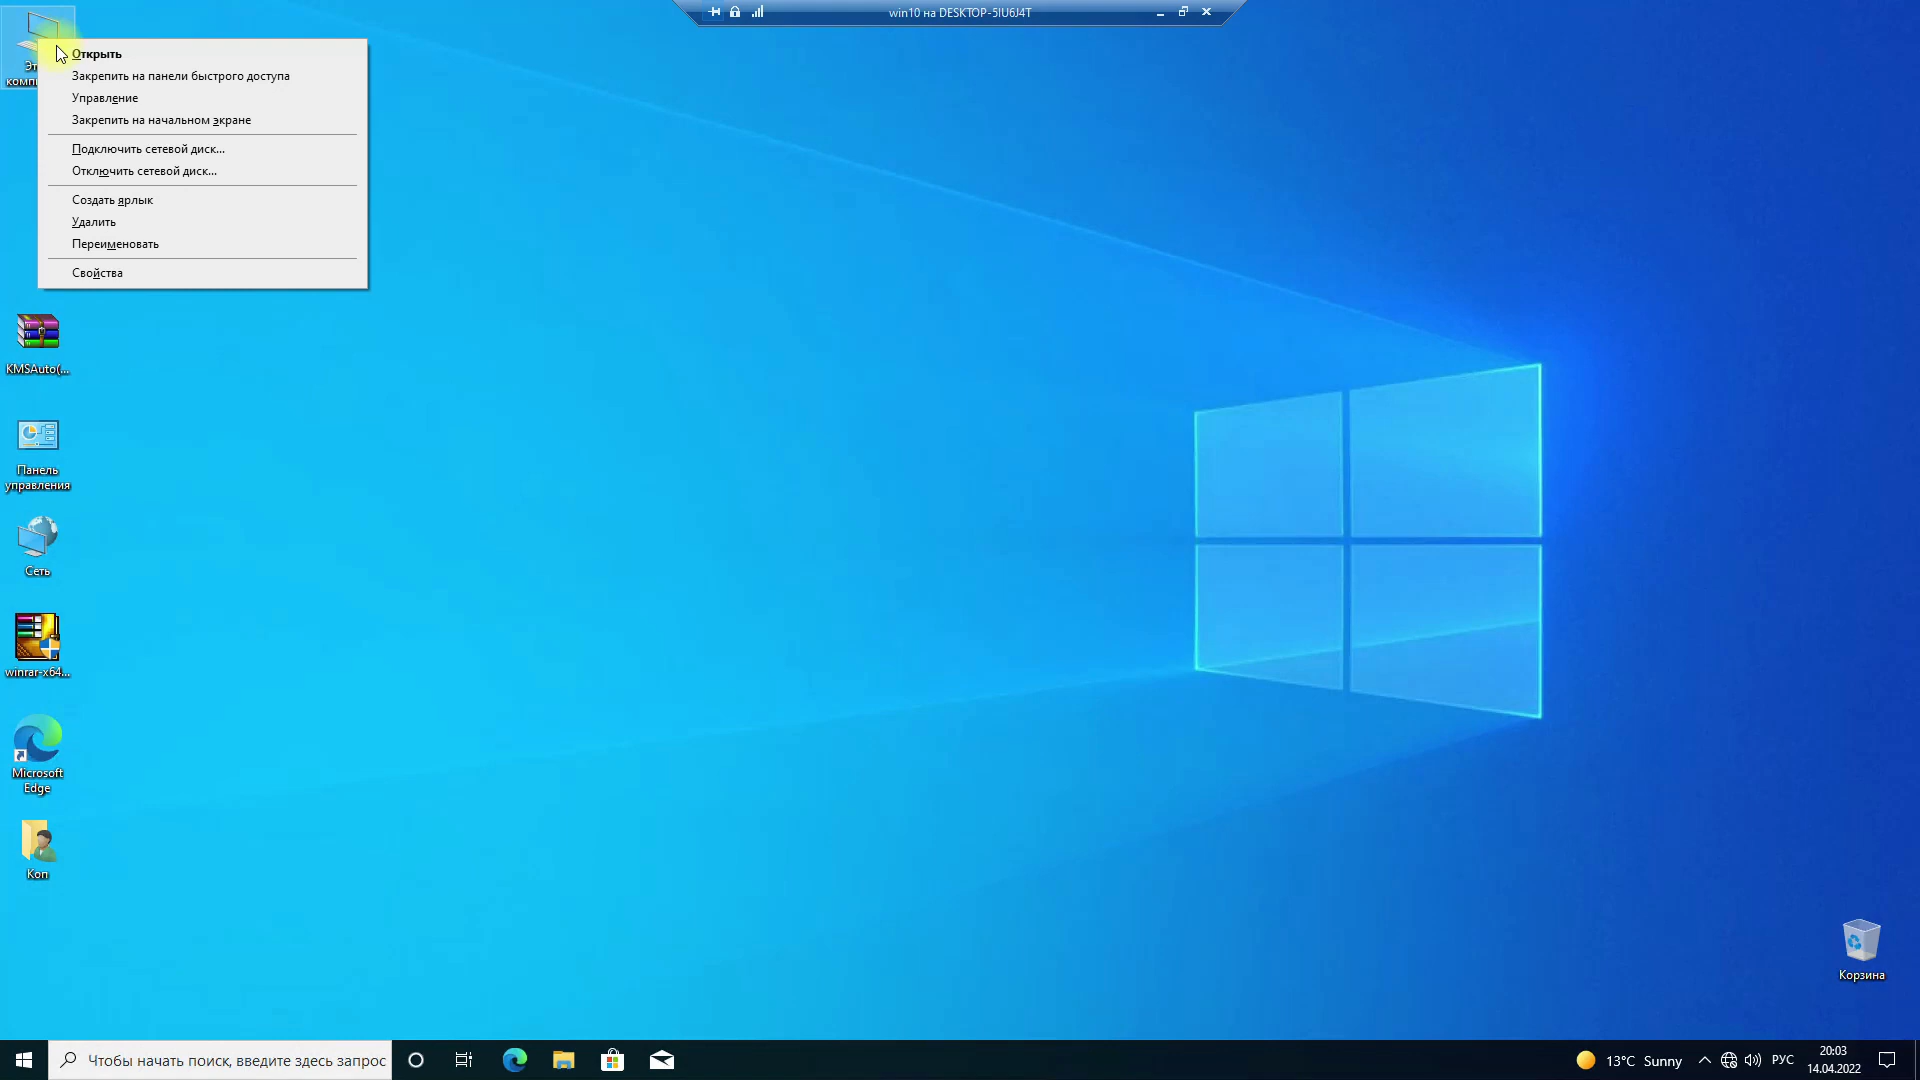 win10 на DESKTOP-5IU6J4T
Открыть
Закрепить на панели быстрого доступа
Управление
Закрепить на начальном экране
Подключить сетевой диск...
Отключить сетевой диск...
Создать ярлык
Удалить
Переименовать
Свойства
KMSAuto(...
Панель
управления
Сеть
winrar-x64...
Microsoft
Edge
Коп
Корзина
Чтобы начать поиск, введите здесь запрос
13°C Sunny
РУС
20:03
14.04.2022